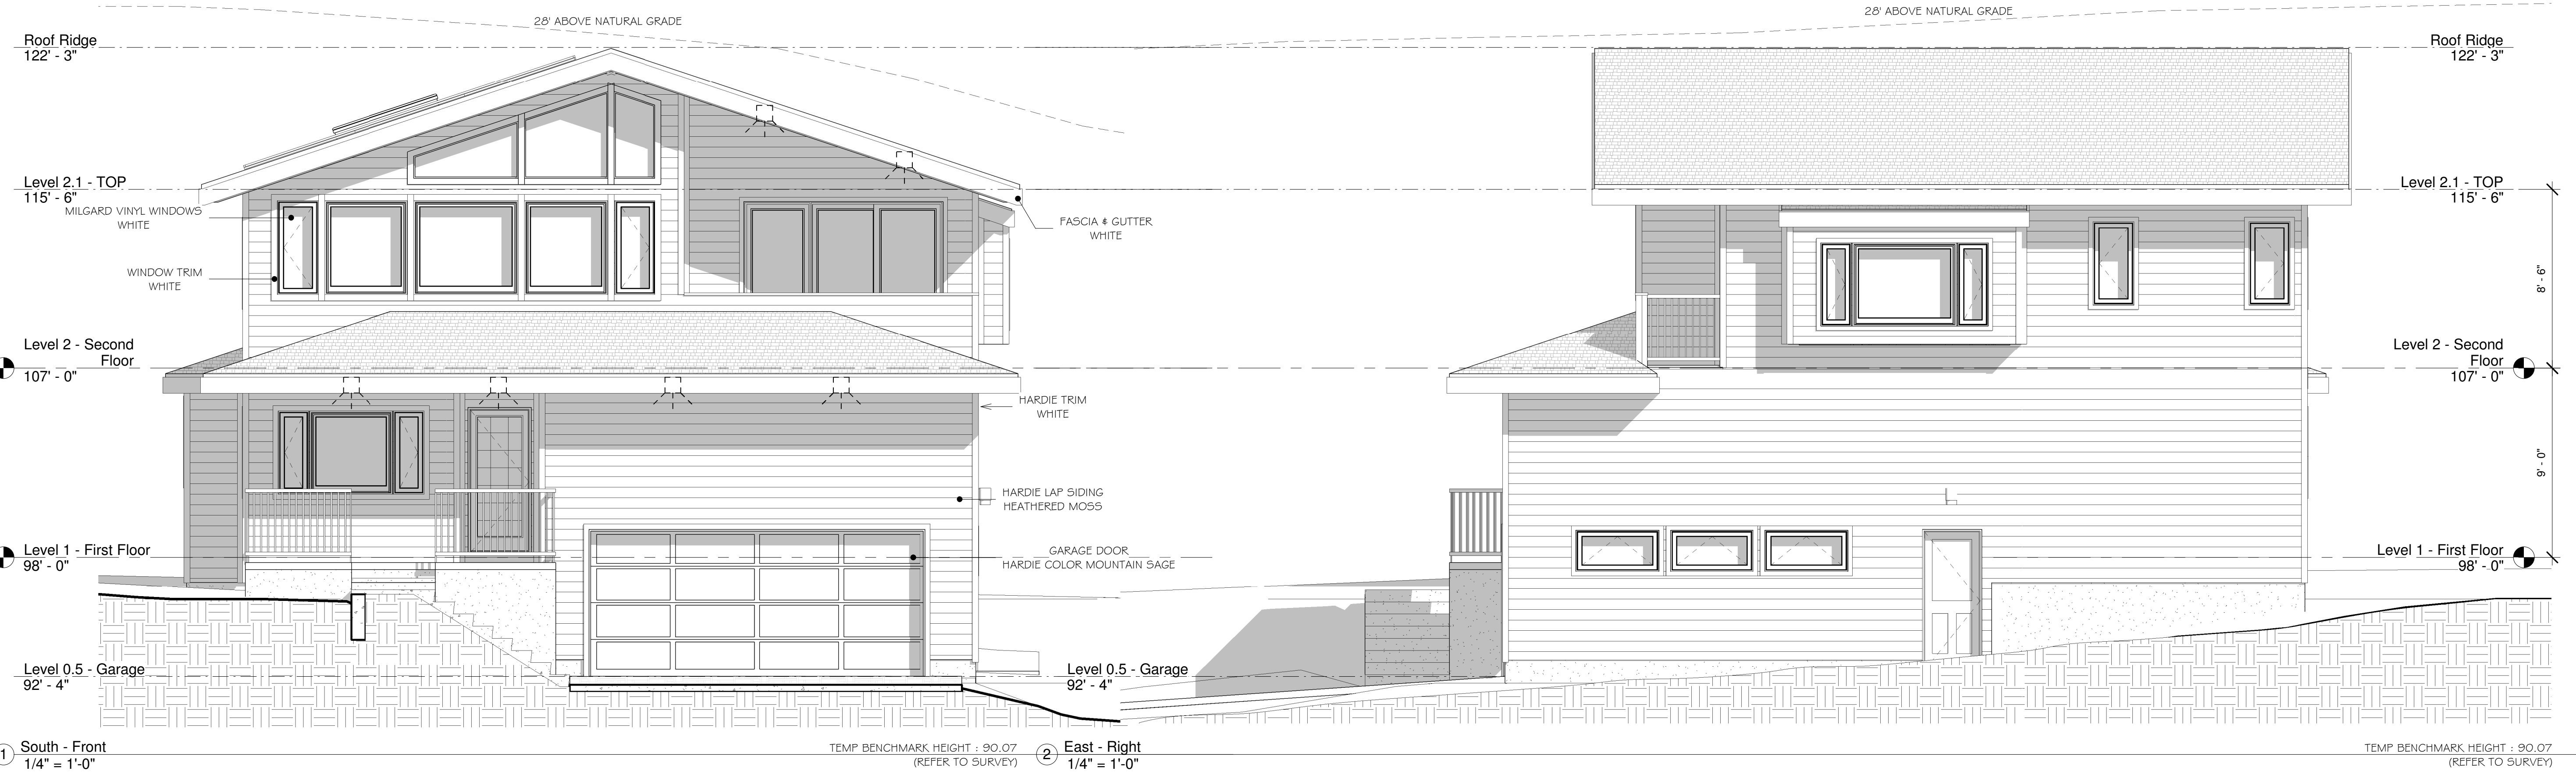 28' ABOVE NATURAL GRADE
28' ABOVE NATURAL GRADE
Roof Ridge
122' - 3"
Roof Ridge
122' - 3"
Level 2.1 - TOP
115' - 6"
MILGARD VINYL WINDOWS
WHITE
FASCIA & GUTTER
WHITE
Level 2.1 - TOP
115' - 6"
WINDOW TRIM
WHITE
8' - 6"
Level 2 - Second
Floor
107' - 0"
Level 2 - Second
Floor
107' - 0"
HARDIE TRIM
WHITE
9' - 0"
HARDIE LAP SIDING
HEATHERED MOSS
Level 1 - First Floor
98' - 0"
GARAGE DOOR
HARDIE COLOR MOUNTAIN SAGE
Level 1 - First Floor
98' - 0"
Level 0.5 - Garage
92' - 4"
Level 0.5 - Garage
92' - 4"
1
South - Front
1/4" = 1'-0"
TEMP BENCHMARK HEIGHT : 90.07
(REFER TO SURVEY)
2
East - Right
1/4" = 1'-0"
TEMP BENCHMARK HEIGHT : 90.07
(REFER TO SURVEY)